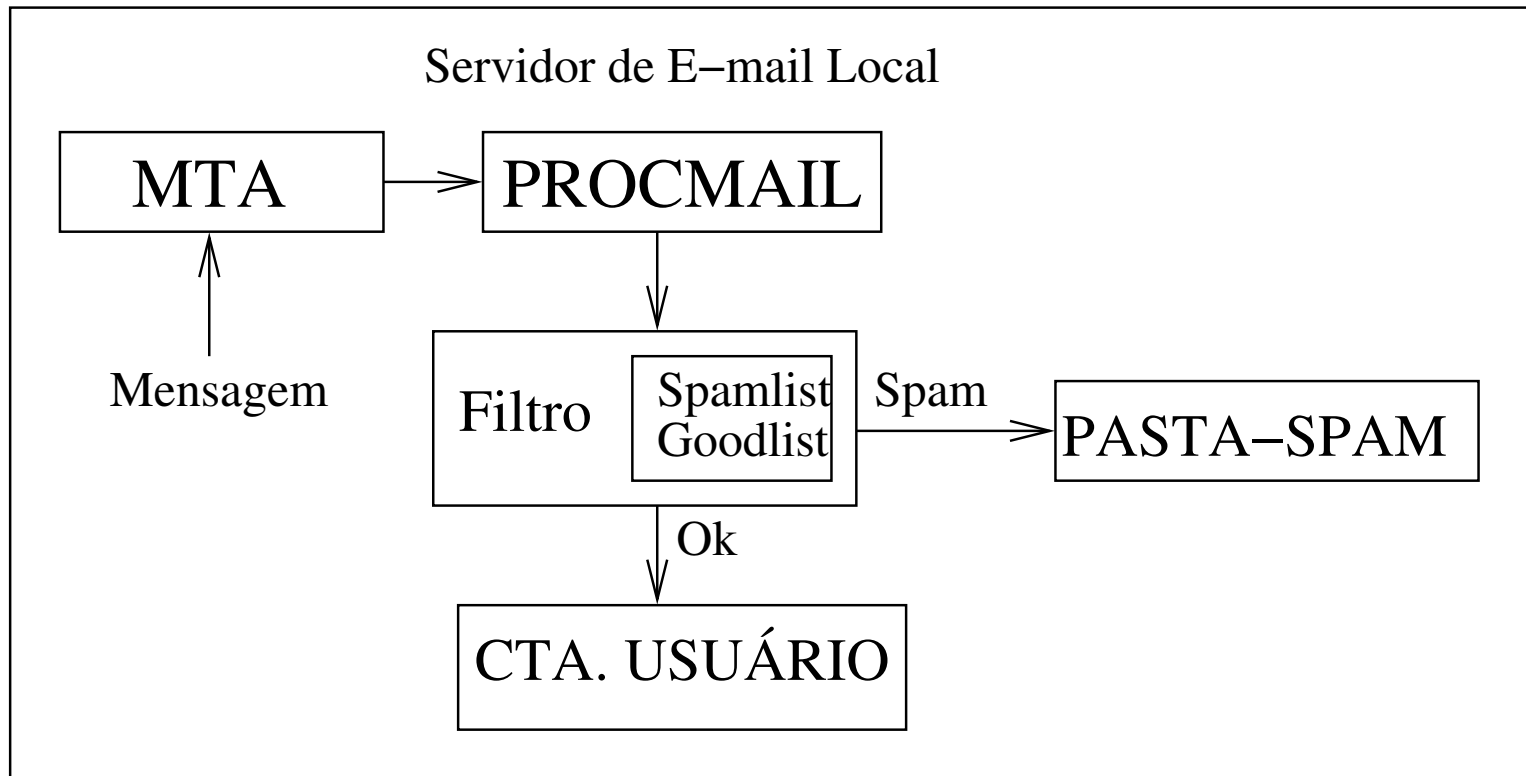 Servidor de E−mail Local
MTA
PROCMAIL
Mensagem
Filtro
Spamlist
Goodlist
Spam
PASTA−SPAM
Ok
CTA. USUÁRIO